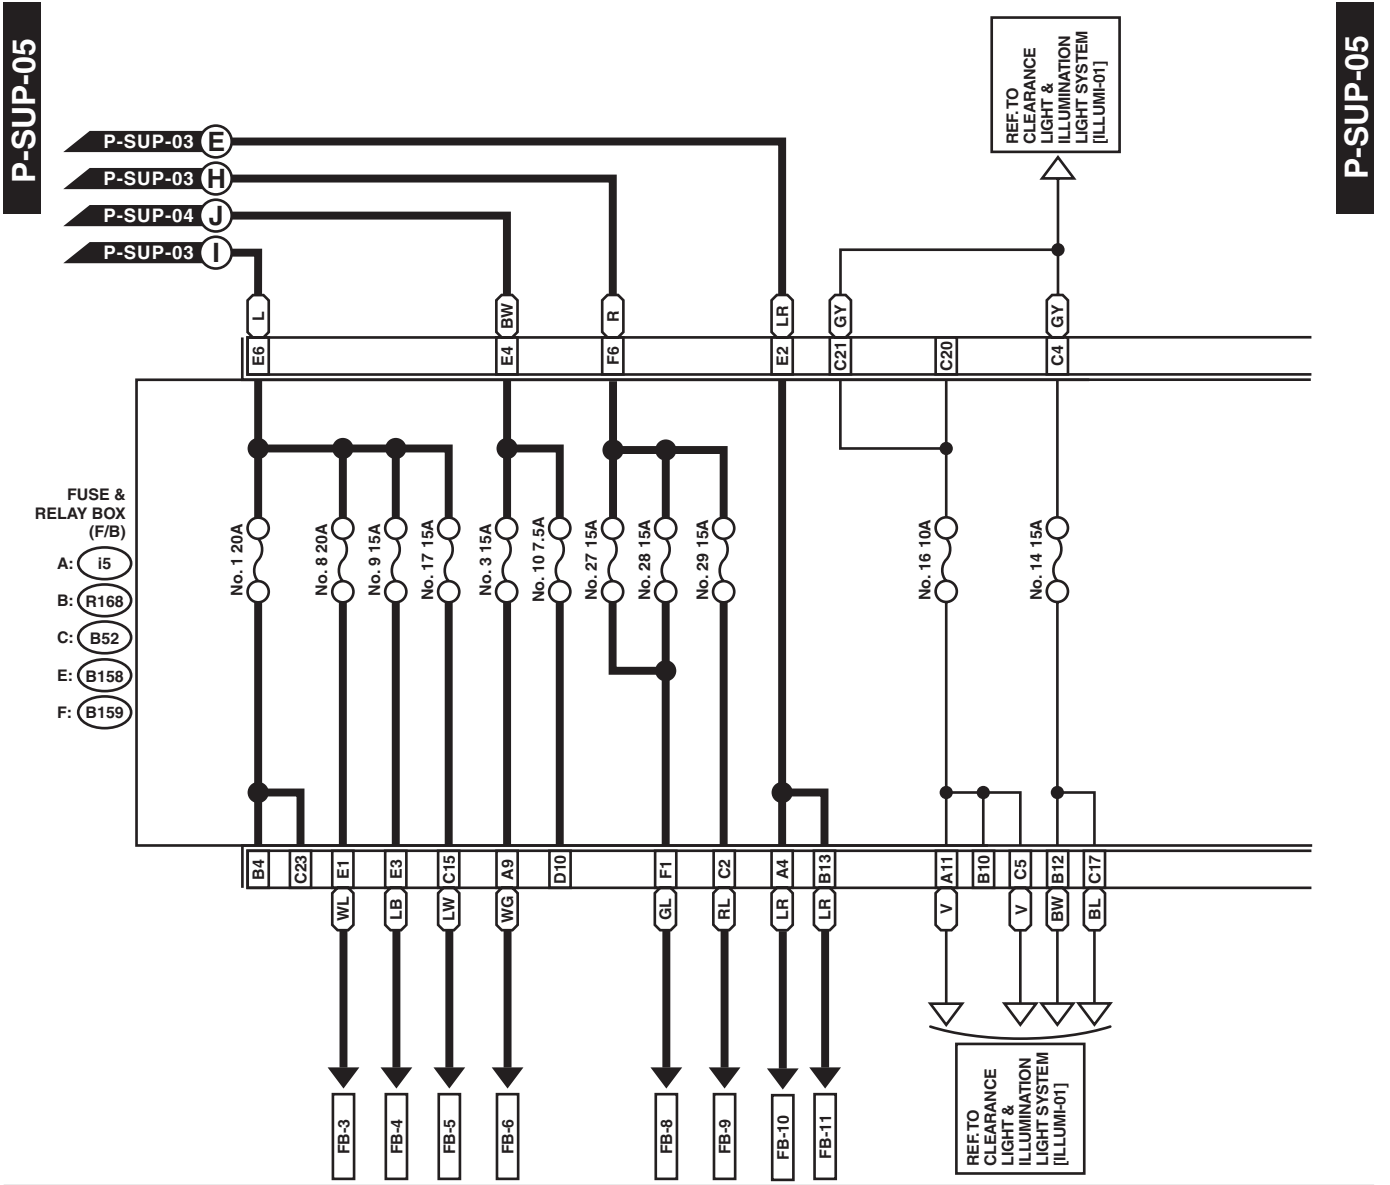 P-SUP-05
P-SUP-05
REF. TO
CLEARANCE
LIGHT &
ILLUMINATION
LIGHT SYSTEM
[ILLUMI-01]
P-SUP-03 E
P-SUP-03 H
P-SUP-04 J
P-SUP-03 I
L
BW
R
LR
GY
GY
E6
E4
F6
E2
C21
C20
C4
FUSE &
RELAY BOX
(F/B)
A: i5
B: R168
C: B52
E: B158
F: B159
No. 1 20A
No. 8 20A
No. 9 15A
No. 17 15A
No. 3 15A
No. 10 7.5A
No. 27 15A
No. 28 15A
No. 29 15A
No. 16 10A
No. 14 15A
B4
C23
E1
E3
C15
A9
D10
F1
C2
A4
B13
A11
B10
C5
B12
C17
WL
LB
LW
WG
GL
RL
LR
LR
V
V
BW
BL
FB-3
FB-4
FB-5
FB-6
FB-8
FB-9
FB-10
FB-11
REF. TO
CLEARANCE
LIGHT &
ILLUMINATION
LIGHT SYSTEM
[ILLUMI-01]